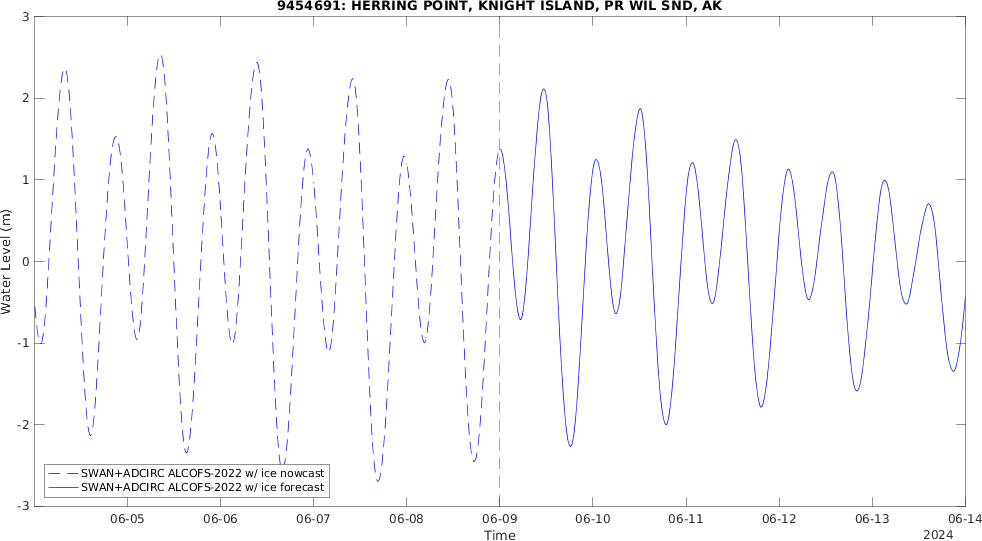 9454691: HERRING POINT, KNIGHT ISLAND, PR WIL SND, AK
3
2
1
0
-1
-2
-3
Water Level (m)
SWAN+ADCIRC ALCOFS-2022 w/ ice nowcast
SWAN+ADCIRC ALCOFS-2022 w/ ice forecast
06-05 06-06 06-07 06-08 06-09 06-10 06-11 06-12 06-13 06-14
Time
2024